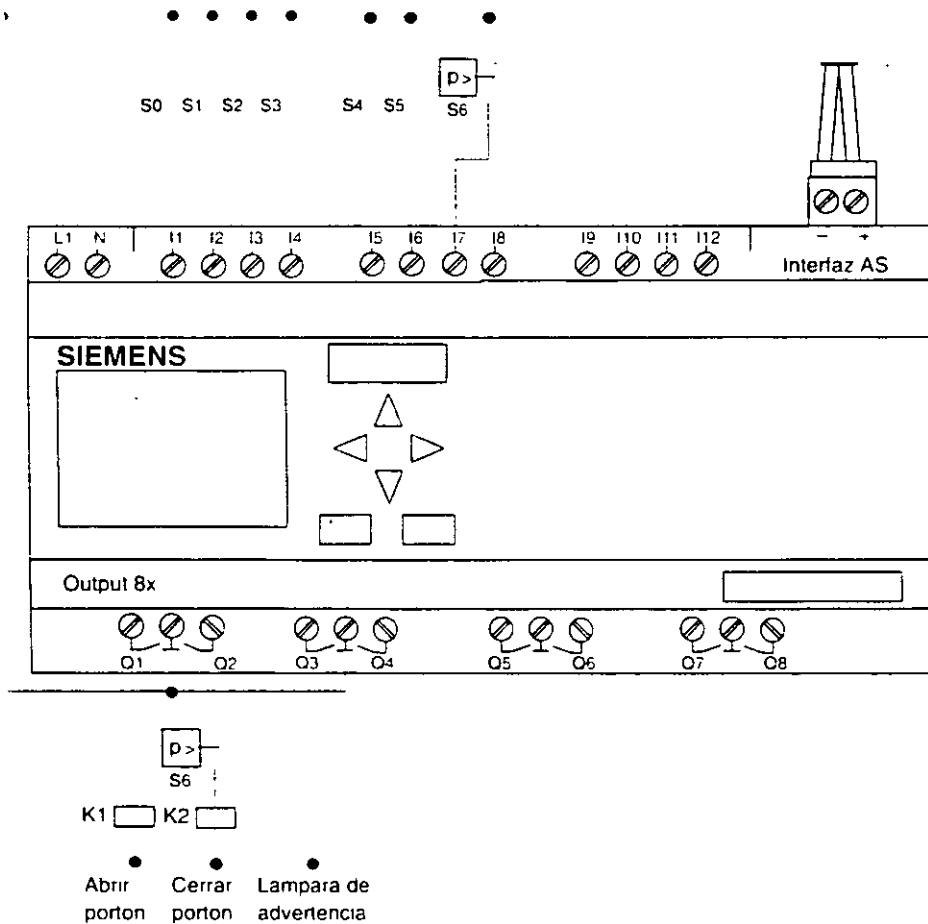 p>
S0 S1 S2 S3 S4 S5 S6
L1 N I1 I2 I3 I4 I5 I6 I7 I8 I9 I10 I11 I12 − +
Interfaz AS
SIEMENS
Output 8x
Q1 Q2 Q3 Q4 Q5 Q6 Q7 Q8
p>
S6
K1 K2
Abrir Cerrar Lampara de
porton porton advertencia